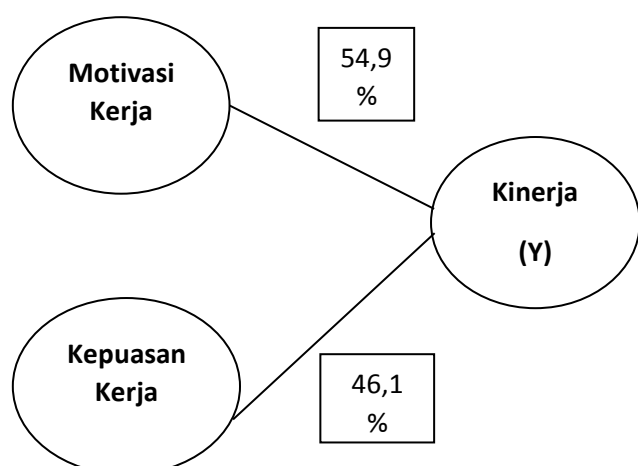 Motivasi
Kerja
54,9
%
Kinerja
(Y)
Kepuasan
Kerja
46,1
%